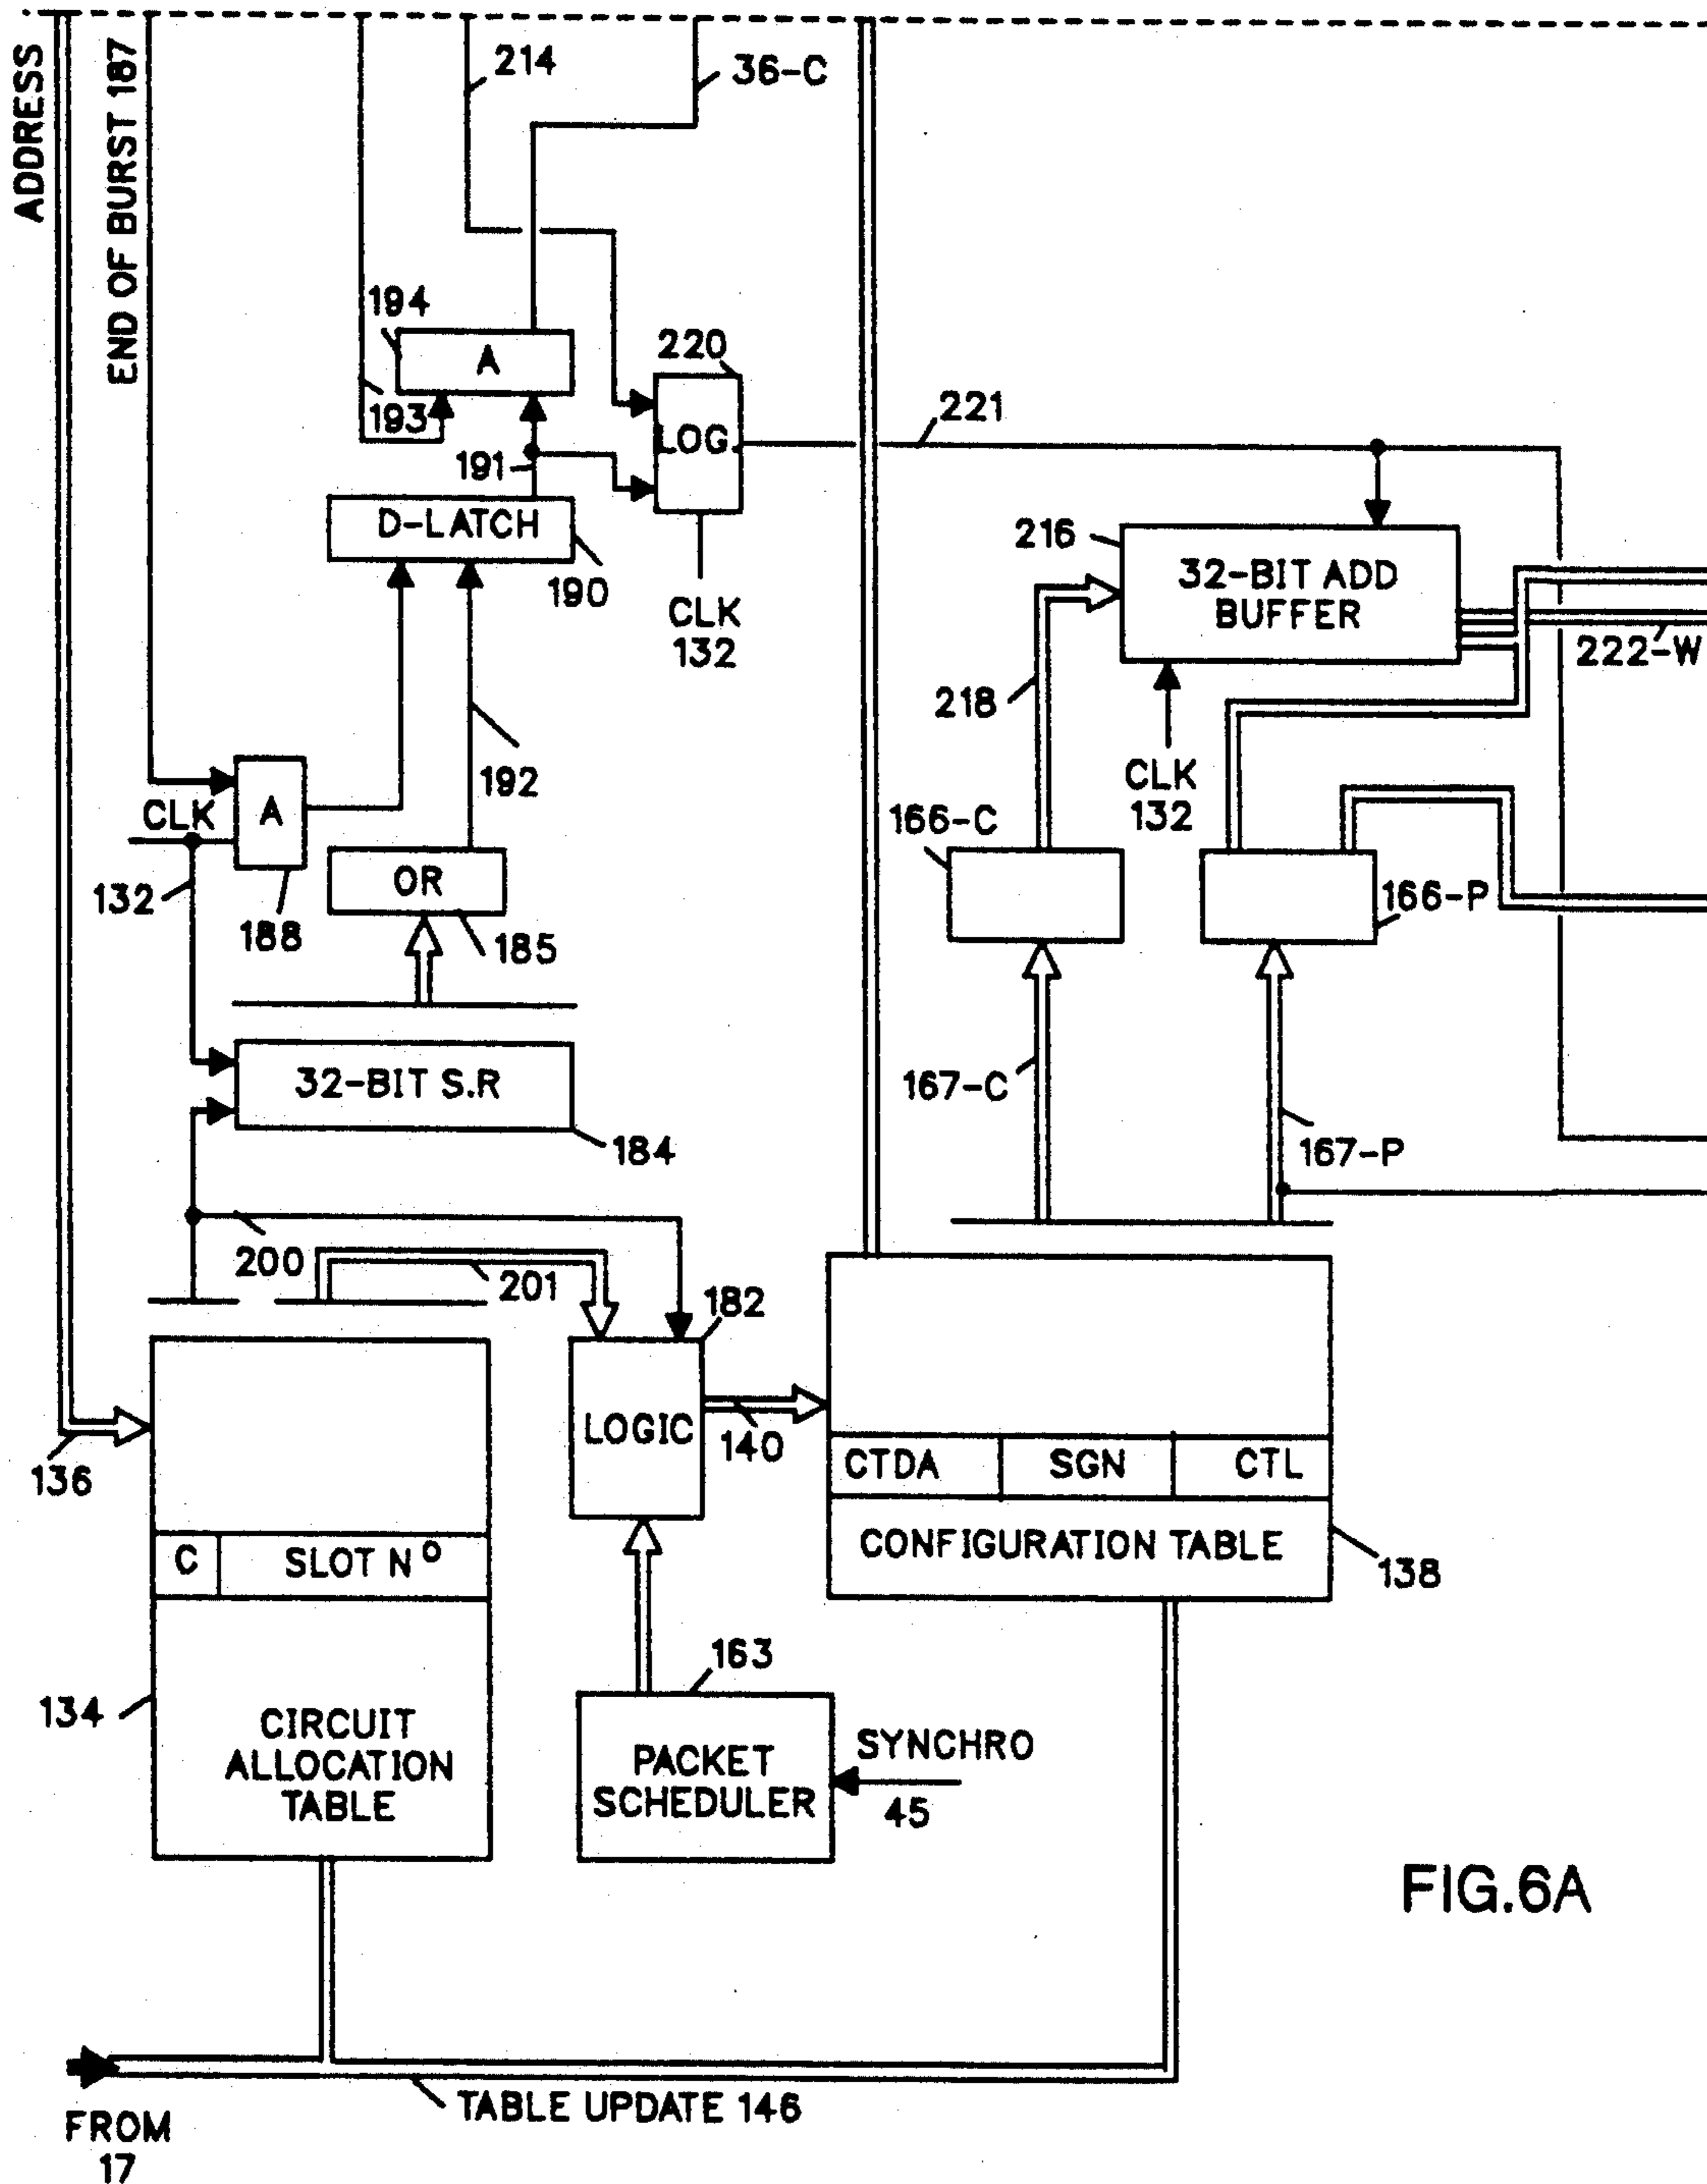 ADDRESS
END OF BURST 187
214
36-C
194
A
193
220
LOG.
221
191
D-LATCH
190
CLK
132
216
32-BIT ADD
BUFFER
222-W
218
CLK
132
192
CLK
A
132
188
OR
185
166-C
166-P
32-BIT S.R
184
167-C
167-P
200
201
182
LOGIC
140
136
C
SLOT Nº
CTDA
SGN
CTL
CONFIGURATION TABLE
138
134
CIRCUIT
ALLOCATION
TABLE
163
PACKET
SCHEDULER
SYNCHRO
45
FIG.6A
TABLE UPDATE 146
FROM
17